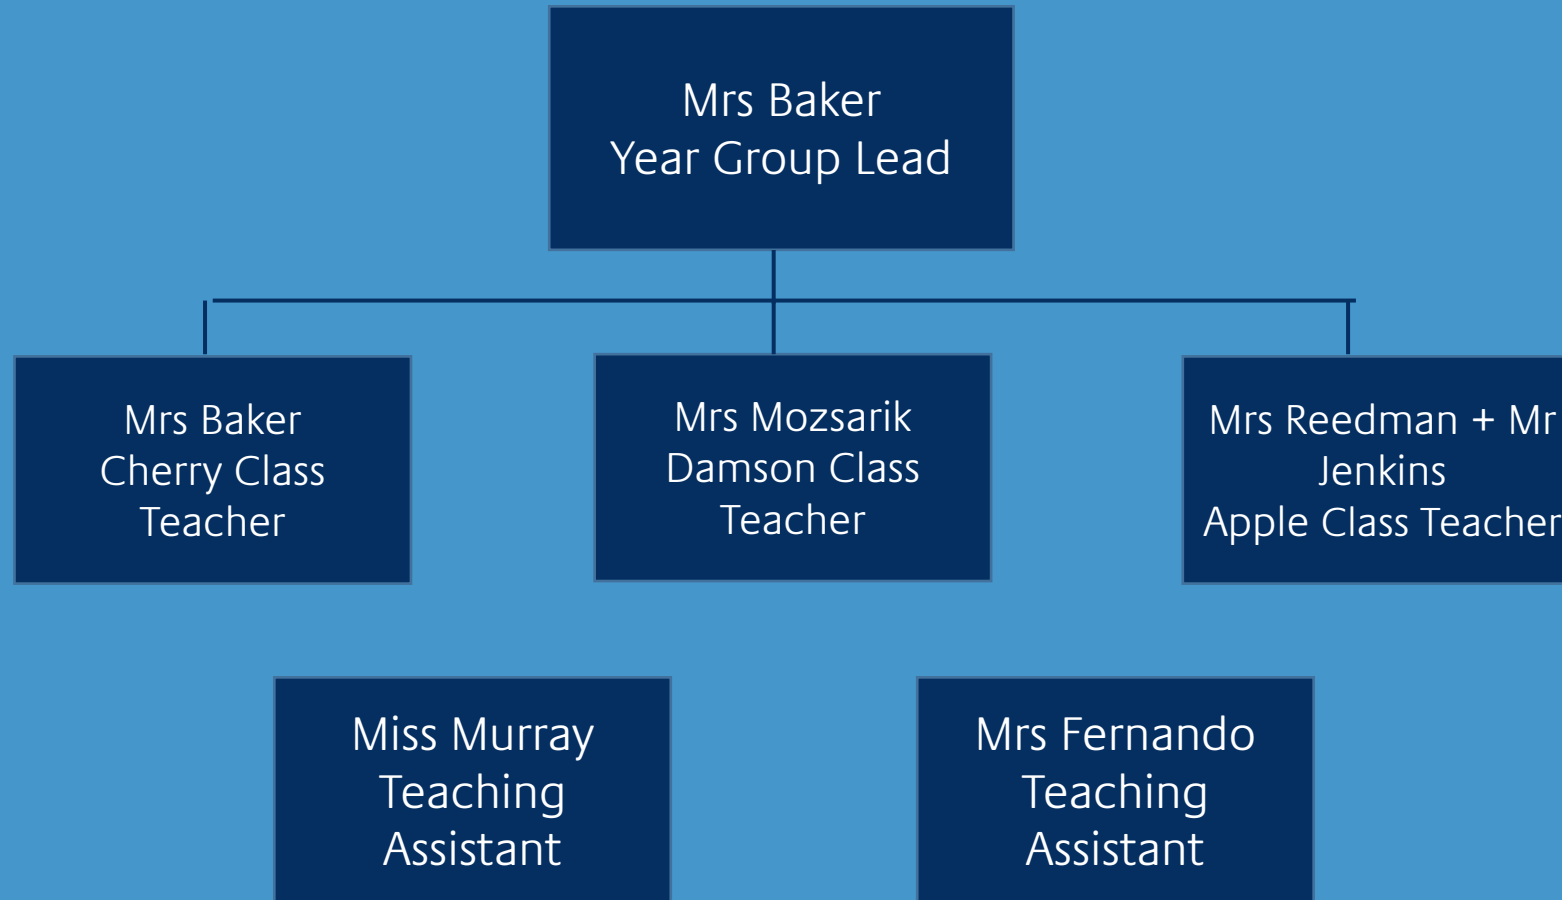 Mrs Baker
Year Group Lead
Mrs Baker
Cherry Class
Teacher
Mrs Mozsarik
Damson Class
Teacher
Mrs Reedman + Mr
Jenkins
Apple Class Teacher
Miss Murray
Teaching
Assistant
Mrs Fernando
Teaching
Assistant